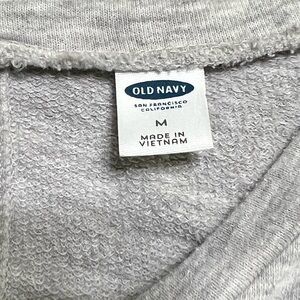 OLD NAVY
SAN FRANCISCO
CALIFORNIA
M
MADE IN
VIETNAM